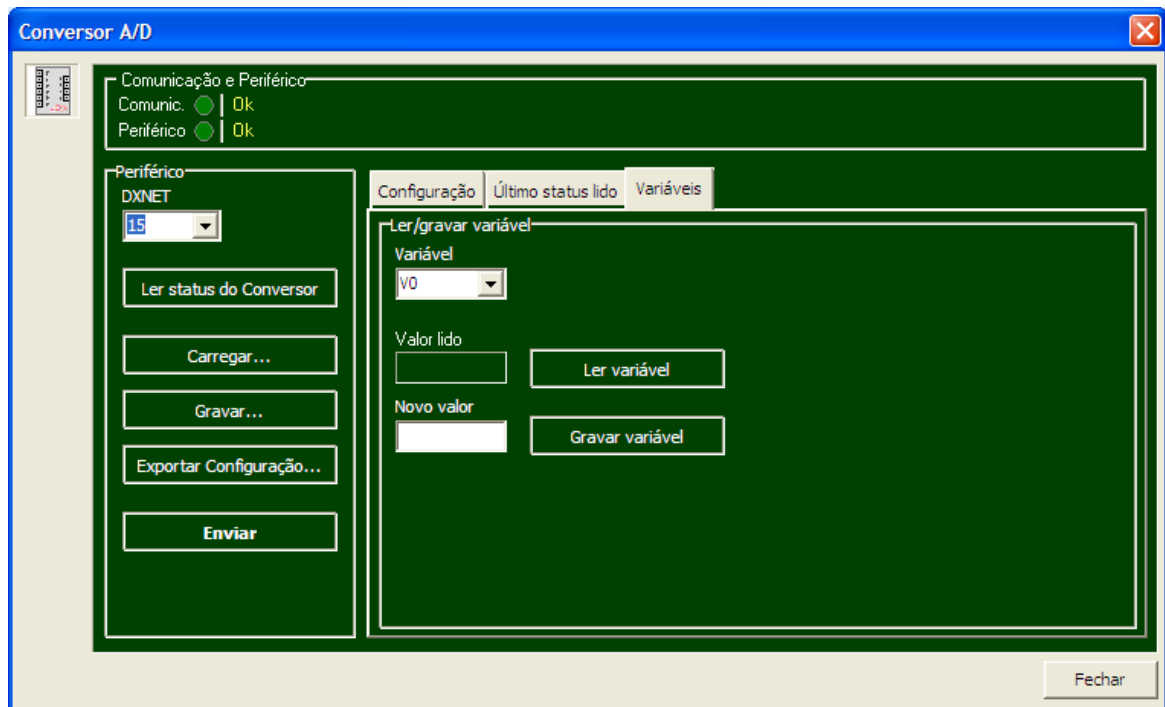 Conversor A/D
Comunicação e Periférico
Comunic. Ok
Periférico Ok
Periférico
DXNET
15
Ler status do Conversor
Carregar...
Gravar...
Exportar Configuração...
Enviar
Configuração Último status lido Variáveis
Ler/gravar variável
Variável
V0
Valor lido
Ler variável
Novo valor
Gravar variável
Fechar